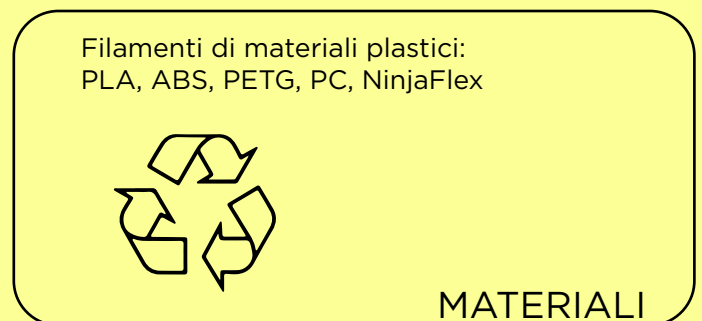 Filamenti di materiali plastici:
PLA, ABS, PETG, PC, NinjaFlex
MATERIALI